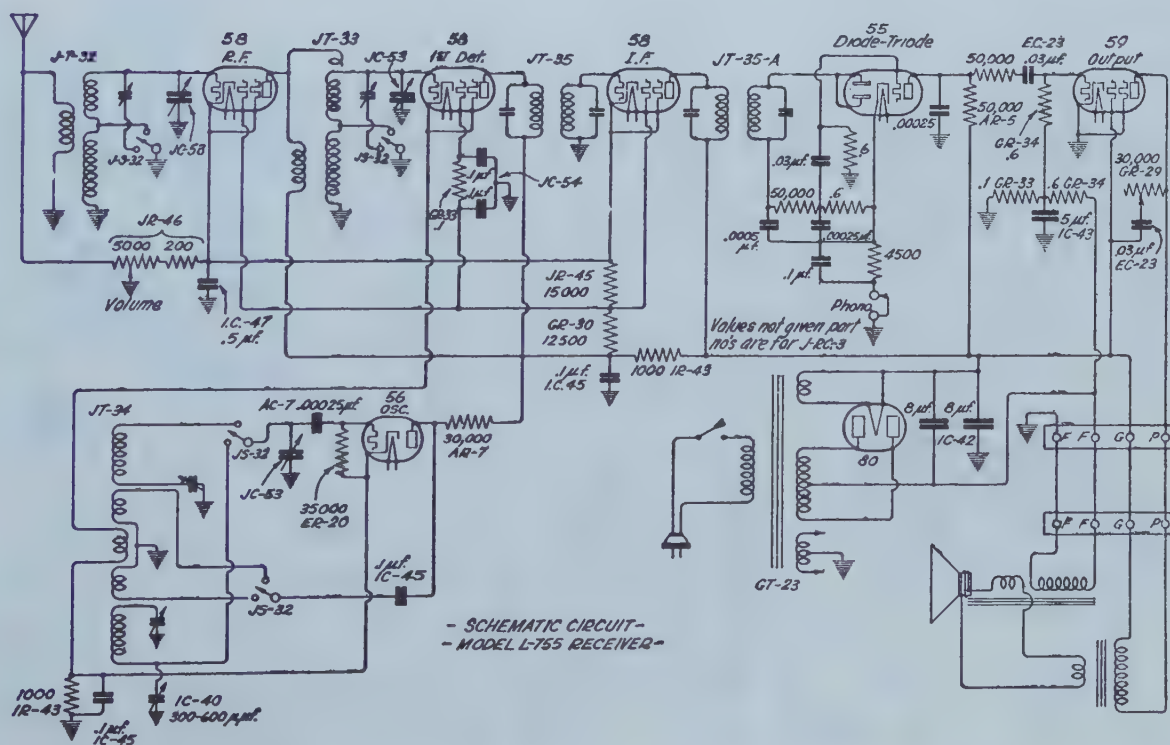 58
R.F.
J-T-32
J-S-32
JC-58
JT-33
JC-53
JS-32
58
1st Det.
.1μf.
.1μf.
GR-33
.1
JC-54
JT-35
58
I.F.
JT-35-A
55
Diode-Triode
.00025
50,000
EC-23
.03μf.
59
Output
50,000
AR-5
GR-34
.6
30,000
GR-29
.03μf
EC-23
.1 GR-33
.6 GR-34
.5μf
IC-43
.03μf
.6
50,000
.6
.0005
μf.
.00025μf.
.1μf.
4500
Phono
Values not given part
no's are for J-RC-3
JR-46
5000 200
Volume
I.C.-47
.5μf.
JR-45
15000
GR-30
12500
1000 IR-43
.1μf
I.C.45
JT-34
JS-32
AC-7 .00025μf.
56
OSC.
30,000
AR-7
JC-53
35000
ER-20
.1μf.
IC-45
JS-32
1000
IR-43
.1μf.
IC-45
IC-40
300-600μμf.
80
8μf. 8μf.
IC-42
GT-23
F F G P
F F G P
- SCHEMATIC CIRCUIT -
- MODEL L-755 RECEIVER -